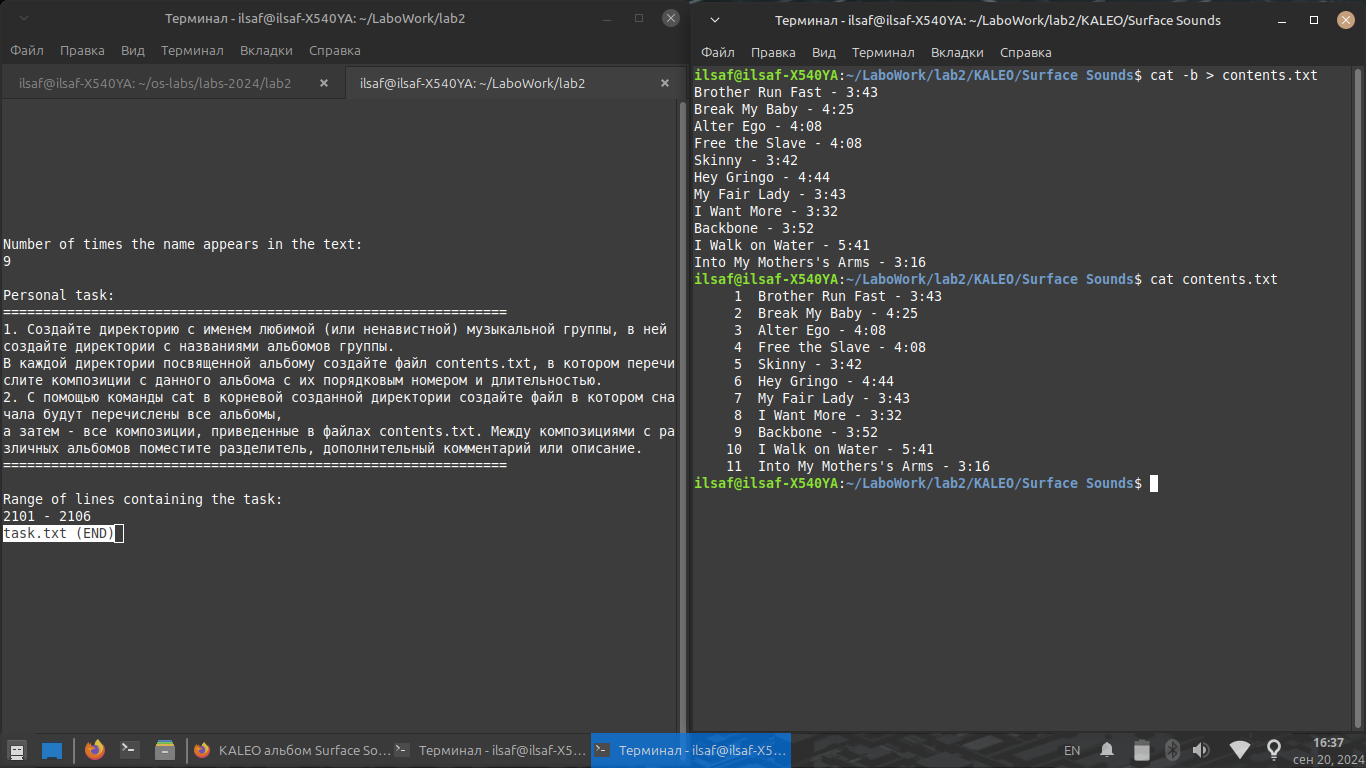 Терминал - ilsaf@ilsaf-X540YA: ~/LaboWork/lab2
Файл Правка Вид Терминал Вкладки Справка
ilsaf@ilsaf-X540YA: ~/os-labs/labs-2024/lab2
ilsaf@ilsaf-X540YA: ~/LaboWork/lab2
Number of times the name appears in the text:
9
Personal task:
===============================================================
1. Создайте директорию с именем любимой (или ненавистной) музыкальной группы, в ней
создайте директории с названиями альбомов группы.
В каждой директории посвященной альбому создайте файл contents.txt, в котором перечи
слите композиции с данного альбома с их порядковым номером и длительностью.
2. С помощью команды cat в корневой созданной директории создайте файл в котором сна
чала будут перечислены все альбомы,
а затем - все композиции, приведенные в файлах contents.txt. Между композициями с ра
зличных альбомов поместите разделитель, дополнительный комментарий или описание.
===============================================================
Range of lines containing the task:
2101 - 2106
task.txt (END)
Терминал - ilsaf@ilsaf-X540YA: ~/LaboWork/lab2/KALEO/Surface Sounds
Файл Правка Вид Терминал Вкладки Справка
ilsaf@ilsaf-X540YA:~/LaboWork/lab2/KALEO/Surface Sounds$ cat -b > contents.txt
Brother Run Fast - 3:43
Break My Baby - 4:25
Alter Ego - 4:08
Free the Slave - 4:08
Skinny - 3:42
Hey Gringo - 4:44
My Fair Lady - 3:43
I Want More - 3:32
Backbone - 3:52
I Walk on Water - 5:41
Into My Mothers's Arms - 3:16
ilsaf@ilsaf-X540YA:~/LaboWork/lab2/KALEO/Surface Sounds$ cat contents.txt
1 Brother Run Fast - 3:43
2 Break My Baby - 4:25
3 Alter Ego - 4:08
4 Free the Slave - 4:08
5 Skinny - 3:42
6 Hey Gringo - 4:44
7 My Fair Lady - 3:43
8 I Want More - 3:32
9 Backbone - 3:52
10 I Walk on Water - 5:41
11 Into My Mothers's Arms - 3:16
ilsaf@ilsaf-X540YA:~/LaboWork/lab2/KALEO/Surface Sounds$
KALEO альбом Surface So...
Терминал - ilsaf@ilsaf-X5...
Терминал - ilsaf@ilsaf-X5...
EN
16:37
сен 20, 2024